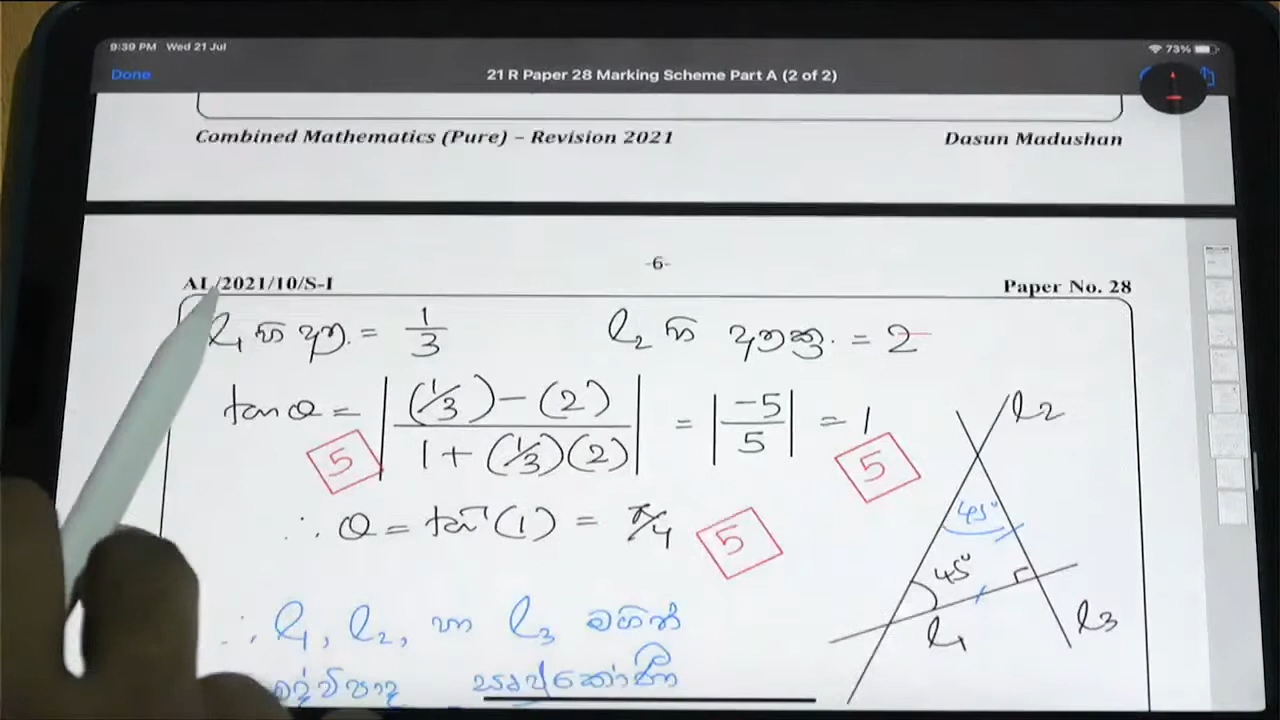 9:39 PM Wed 21 Jul
73%
Done
21 R Paper 28 Marking Scheme Part A (2 of 2)
Combined Mathematics (Pure) – Revision 2021
Dasun Madushan
-6-
AL/2021/10/S-I
Paper No. 28
l₁ හි අනු. = 1/3
l₂ හි අනුක්‍ර. = 2
tan θ = |((1/3) - (2))/(1 + (1/3)(2))| = |-5/5| = 1
5
5
∴ θ = tan⁻¹(1) = π/4
5
l₂
45°
45°
l₁
l₃
∴ l₁, l₂, හා l₃ මගින්
සමද්විපාද සෘජුකෝණී